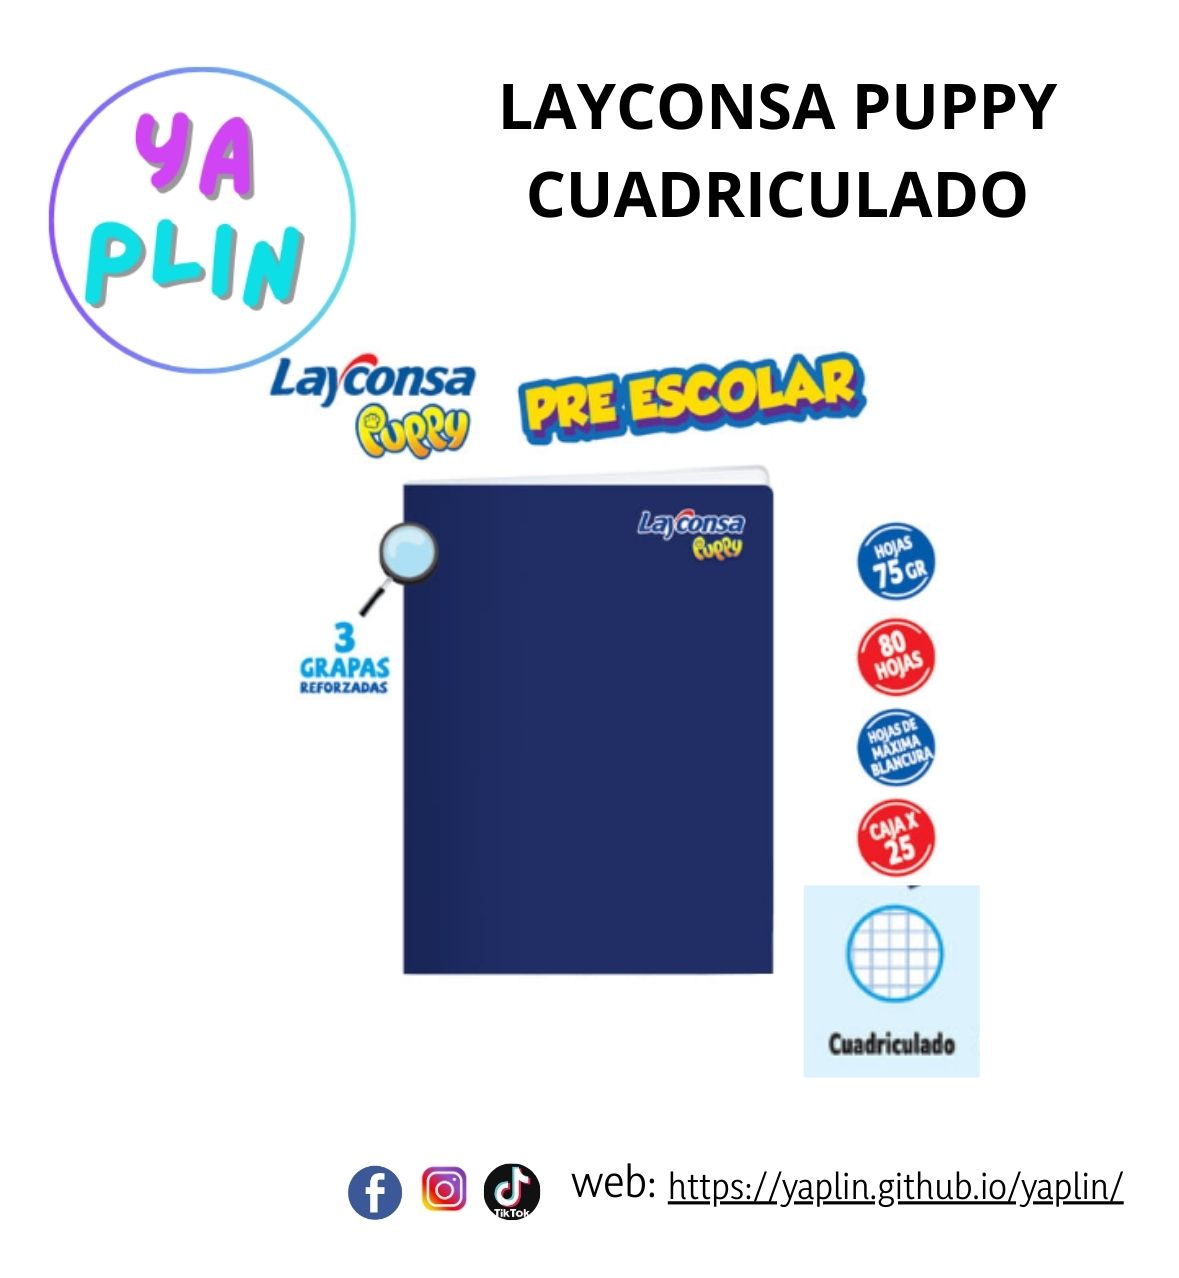 YA
PLIN
LAYCONSA PUPPY
CUADRICULADO
Layconsa
Puppy
PRE ESCOLAR
Layconsa
Puppy
3
GRAPAS
REFORZADAS
HOJAS
75 GR
80
HOJAS
HOJAS DE
MÁXIMA
BLANCURA
CAJA X
25
Cuadriculado
TikTok
web: https://yaplin.github.io/yaplin/